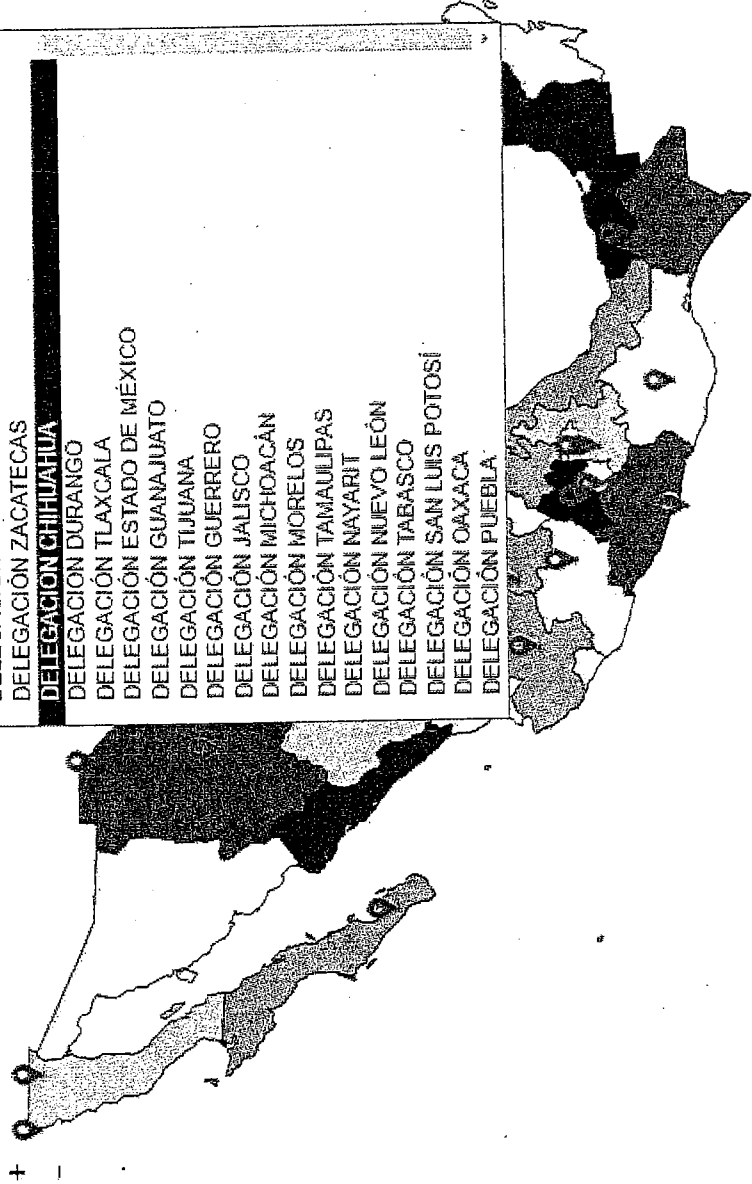 DELEGACIÓN ZACATECAS
DELEGACIÓN CHIHUAHUA
DELEGACIÓN DURANGO
DELEGACIÓN TLAXCALA
DELEGACIÓN ESTADO DE MÉXICO
DELEGACIÓN GUANAJUATO
DELEGACIÓN TIJUANA
DELEGACIÓN GUERRERO
DELEGACIÓN JALISCO
DELEGACIÓN MICHOACÁN
DELEGACIÓN MORELOS
DELEGACIÓN TAMAULIPAS
DELEGACIÓN NAYARIT
DELEGACIÓN NUEVO LEÓN
DELEGACIÓN TABASCO
DELEGACIÓN SAN LUIS POTOSÍ
DELEGACIÓN OAXACA
DELEGACIÓN PUEBLA
+
−